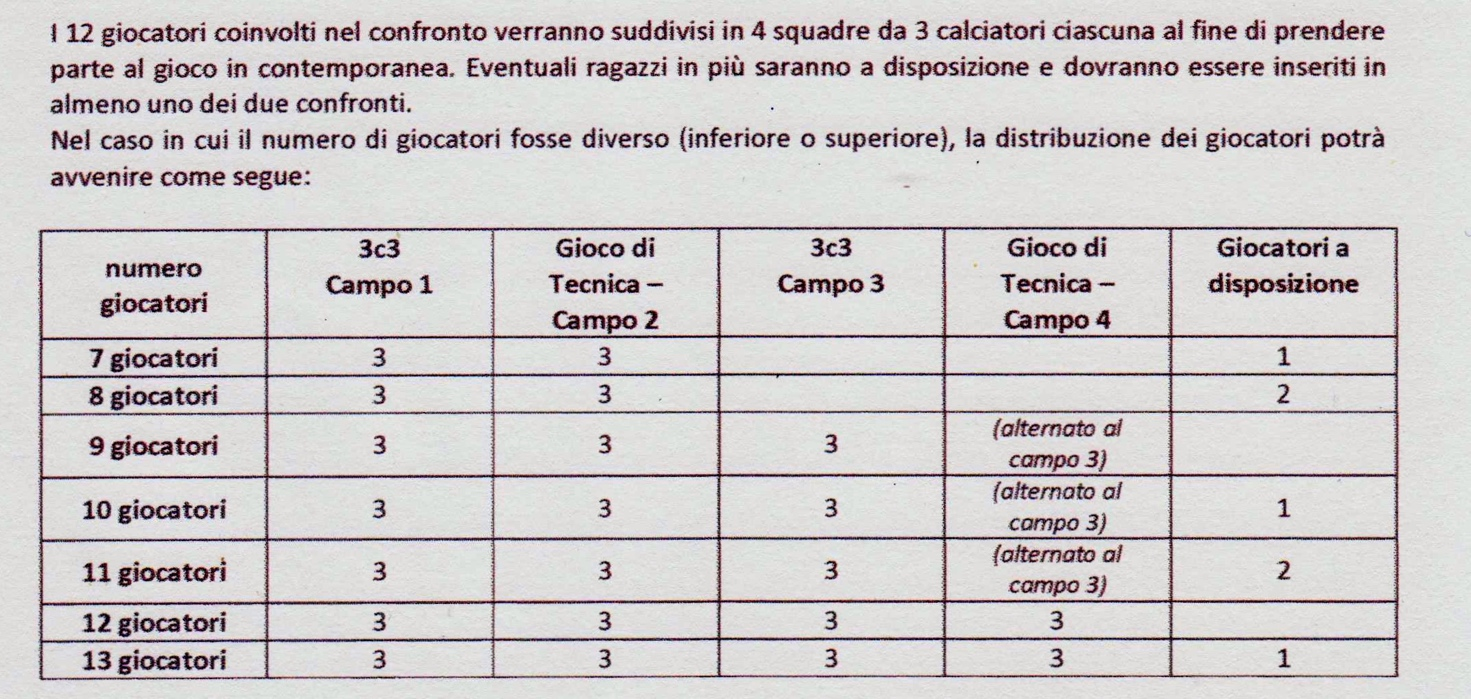 I 12 giocatori coinvolti nel confronto verranno suddivisi in 4 squadre da 3 calciatori ciascuna al fine di prendere
parte al gioco in contemporanea. Eventuali ragazzi in più saranno a disposizione e dovranno essere inseriti in
almeno uno dei due confronti.
Nel caso in cui il numero di giocatori fosse diverso (inferiore o superiore), la distribuzione dei giocatori potrà
avvenire come segue:
numero
giocatori
3c3
Campo 1
Gioco di
Tecnica –
Campo 2
3c3
Campo 3
Gioco di
Tecnica –
Campo 4
Giocatori a
disposizione
7 giocatori 3 3 1
8 giocatori 3 3 2
9 giocatori 3 3 3 (alternato al
campo 3)
10 giocatori 3 3 3 (alternato al
campo 3) 1
11 giocatori 3 3 3 (alternato al
campo 3) 2
12 giocatori 3 3 3 3
13 giocatori 3 3 3 3 1